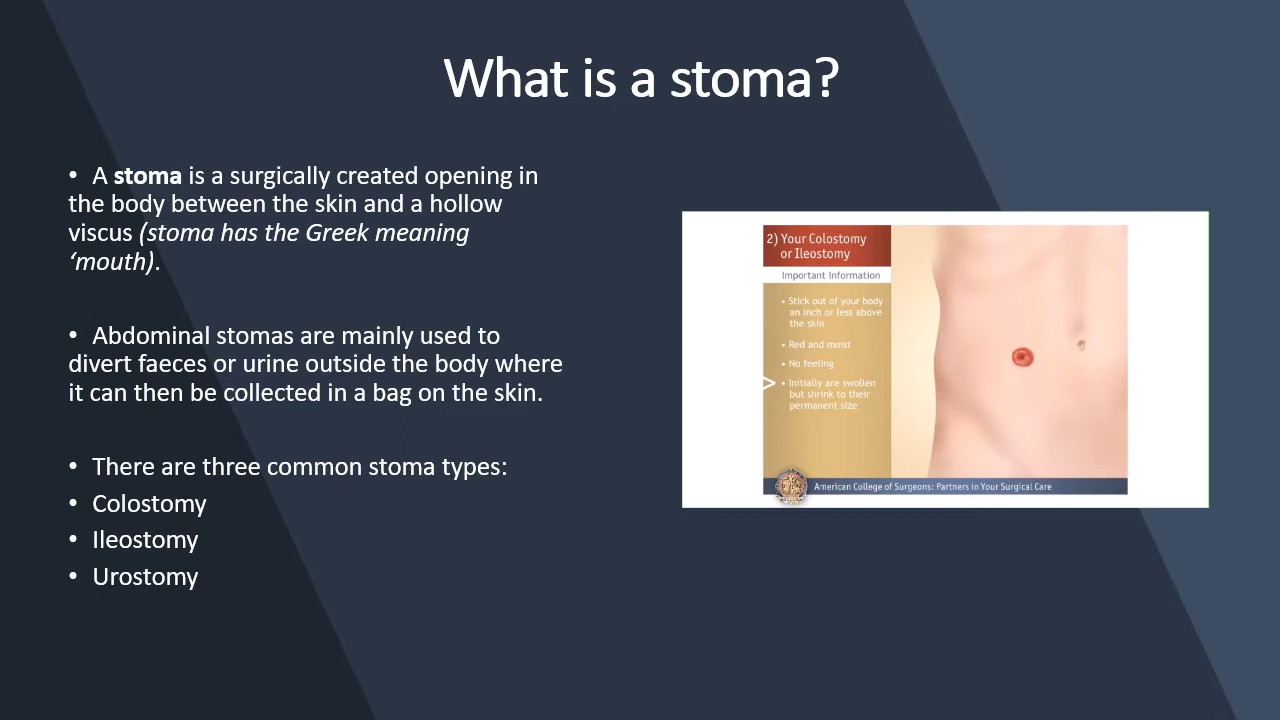 What is a stoma?
• A stoma is a surgically created opening in
the body between the skin and a hollow
viscus (stoma has the Greek meaning
‘mouth).
• Abdominal stomas are mainly used to
divert faeces or urine outside the body where
it can then be collected in a bag on the skin.
• There are three common stoma types:
• Colostomy
• Ileostomy
• Urostomy
2) Your Colostomy
or Ileostomy
Important Information
• Stick out of your body
an inch or less above
the skin
• Red and moist
• No feeling
• Initially are swollen
but shrink to their
permanent size
American College of Surgeons: Partners in Your Surgical Care